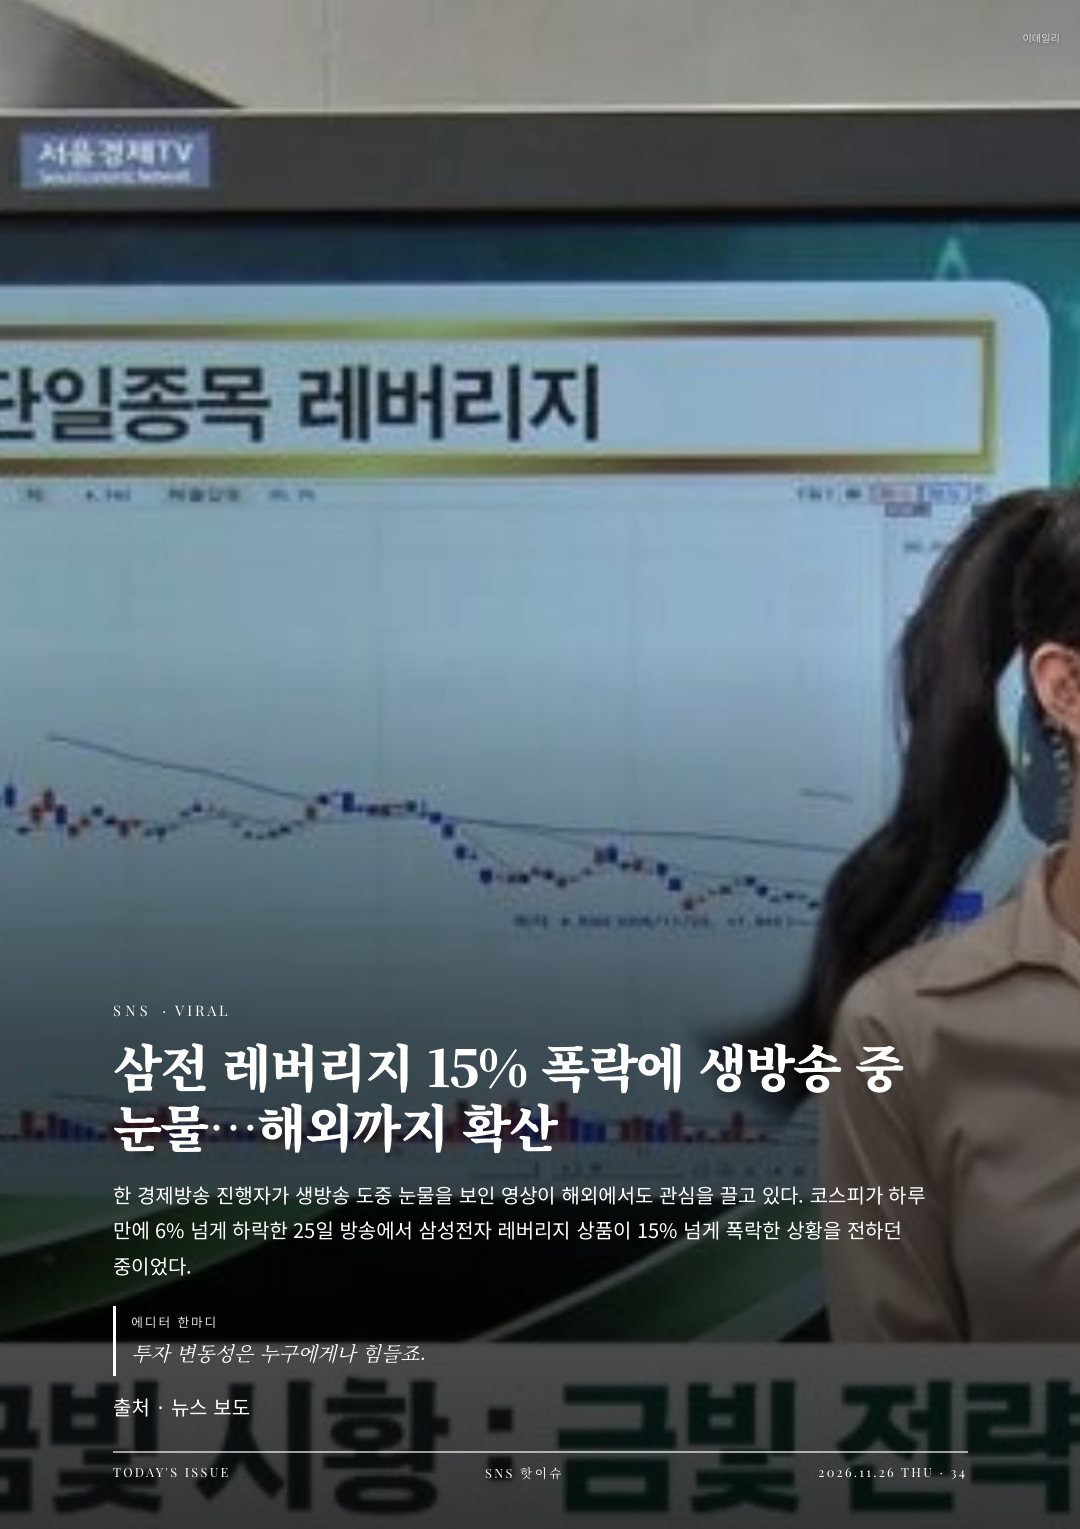 이데일리
서울경제TV
Seoul Economic Network
단일종목 레버리지
SNS · VIRAL
삼전 레버리지 15% 폭락에 생방송 중
눈물…해외까지 확산
한 경제방송 진행자가 생방송 도중 눈물을 보인 영상이 해외에서도 관심을 끌고 있다. 코스피가 하루
만에 6% 넘게 하락한 25일 방송에서 삼성전자 레버리지 상품이 15% 넘게 폭락한 상황을 전하던
중이었다.
에디터 한마디
투자 변동성은 누구에게나 힘들죠.
출처 · 뉴스 보도
금빛 시황 · 금빛 전략
TODAY'S ISSUE
SNS 핫이슈
2026.11.26 THU · 34